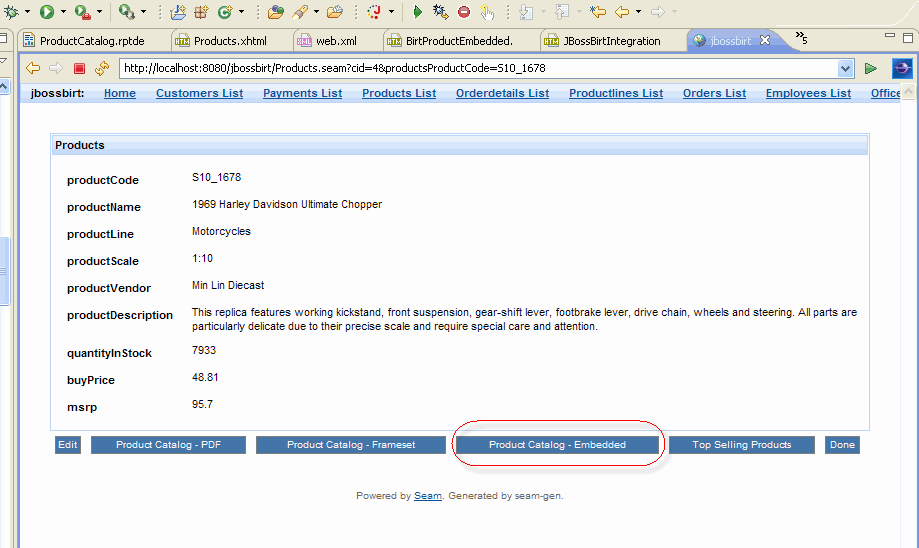 ProductCatalog.rptde Products.xhtml web.xml BirtProductEmbedded. JBossBirtIntegration jbossbirt 5
http://localhost:8080/jbossbirt/Products.seam?cid=4&productsProductCode=S10_1678
jbossbirt: Home Customers List Payments List Products List Orderdetails List Productlines List Orders List Employees List Office
Products
productCode S10_1678
productName 1969 Harley Davidson Ultimate Chopper
productLine Motorcycles
productScale 1:10
productVendor Min Lin Diecast
productDescription This replica features working kickstand, front suspension, gear-shift lever, footbrake lever, drive chain, wheels and steering. All parts are
particularly delicate due to their precise scale and require special care and attention.
quantityInStock 7933
buyPrice 48.81
msrp 95.7
Edit Product Catalog - PDF Product Catalog - Frameset Product Catalog - Embedded Top Selling Products Done
Powered by Seam. Generated by seam-gen.